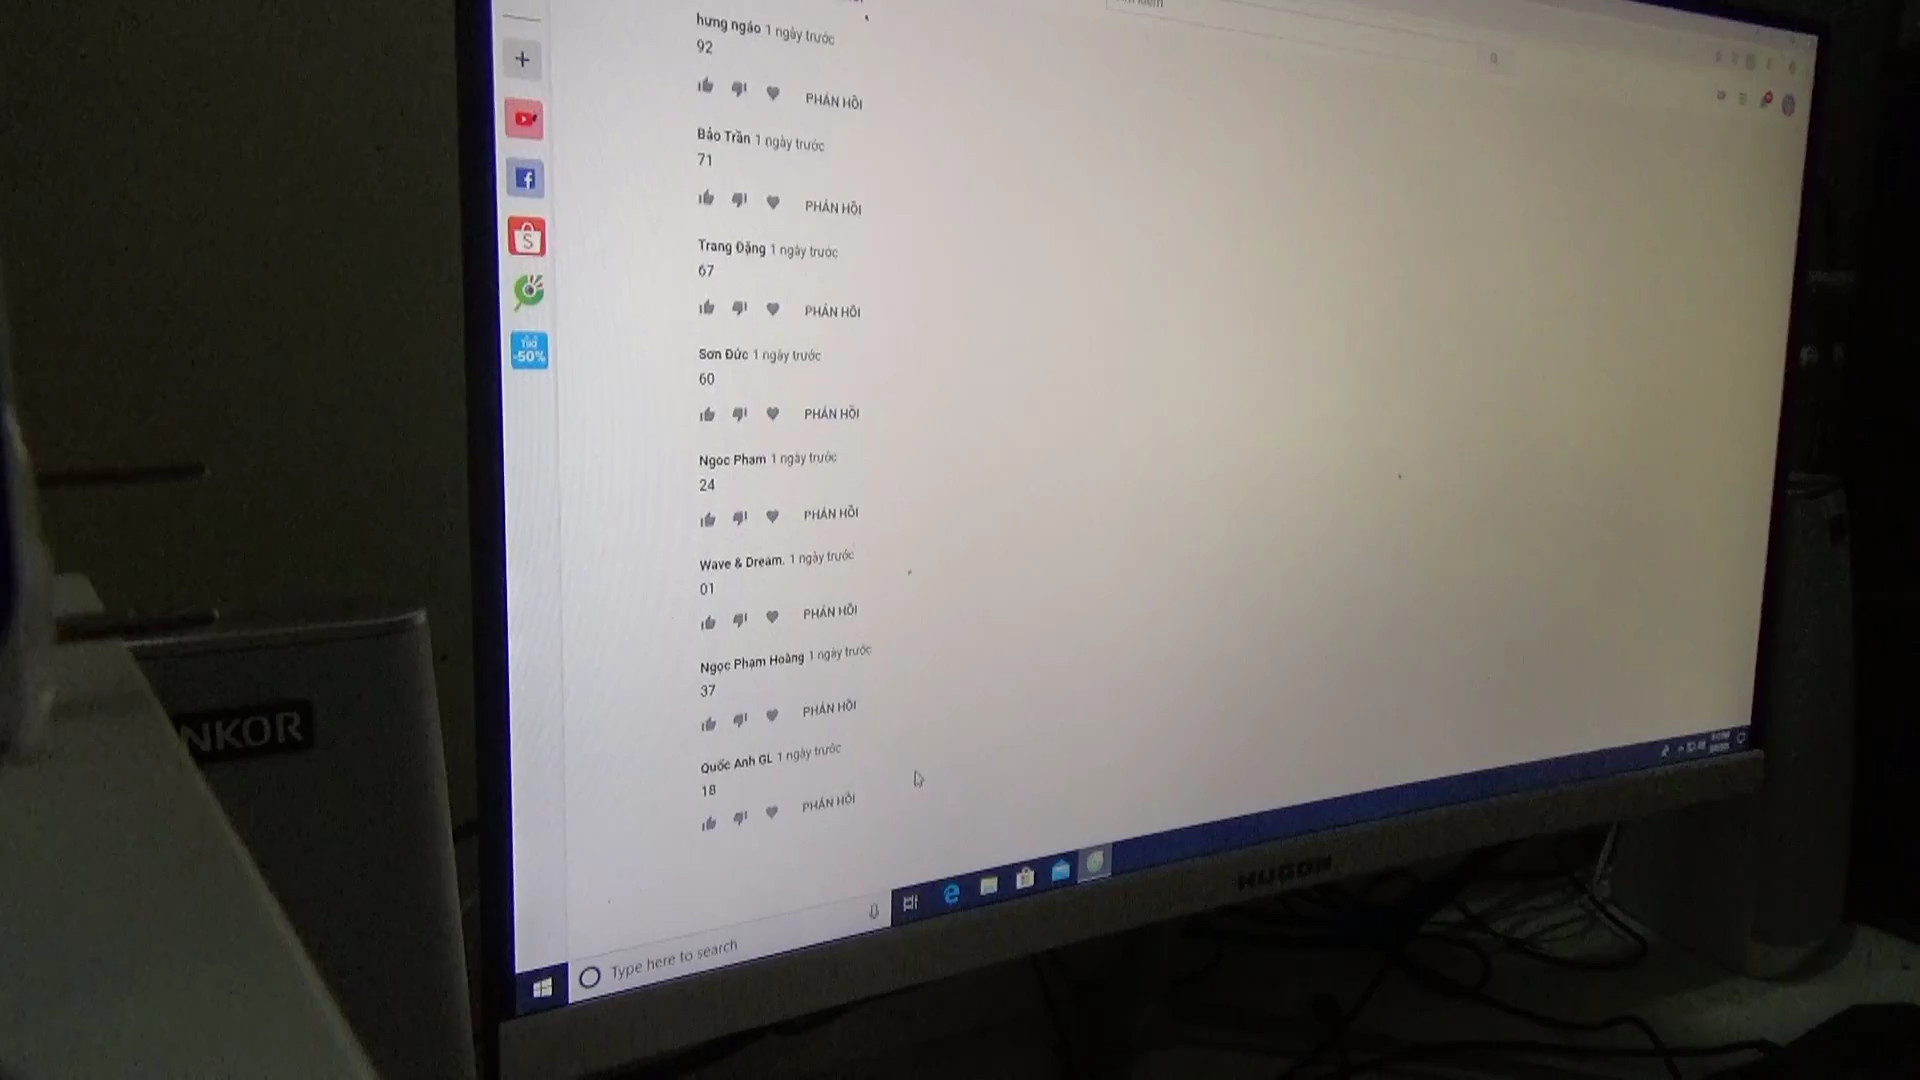 hưng ngáo 1 ngày trước
92
PHẢN HỒI
Bảo Trần 1 ngày trước
71
PHẢN HỒI
Trang Đặng 1 ngày trước
67
PHẢN HỒI
Sơn Đức 1 ngày trước
60
PHẢN HỒI
Ngoc Pham 1 ngày trước
24
PHẢN HỒI
Wave & Dream. 1 ngày trước
01
PHẢN HỒI
Ngọc Phạm Hoàng 1 ngày trước
37
PHẢN HỒI
Quốc Anh GL 1 ngày trước
18
PHẢN HỒI
-50%
Type here to search
HUGON
NKOR